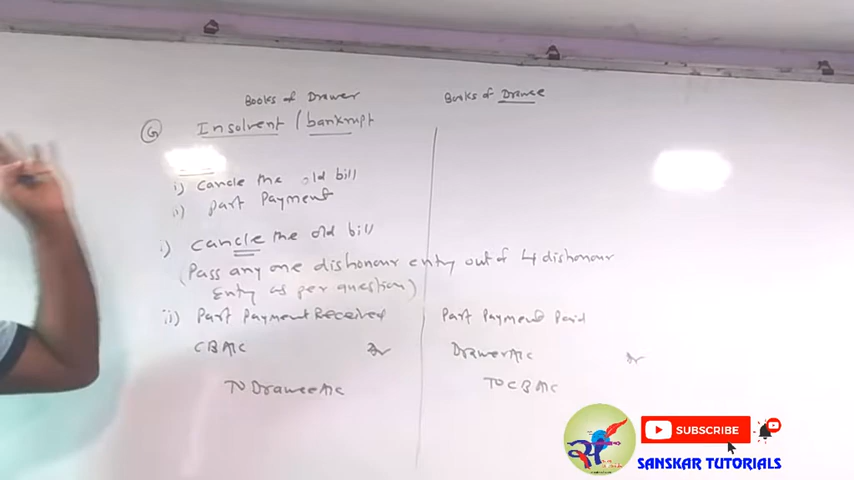 Books of Drawer
Books of Drawee
G Insolvent / bankrupt
i) Cancle the old bill
ii) part Payment
i) Cancle the old bill
(Pass any one dishonour entry out of 4 dishonour
Entry as per question)
ii) Part Payment Received
Part Payment Paid
CB A/c Dr
Drawer A/c Dr
To Drawee A/c
To CB A/c
SUBSCRIBE
SANSKAR TUTORIALS